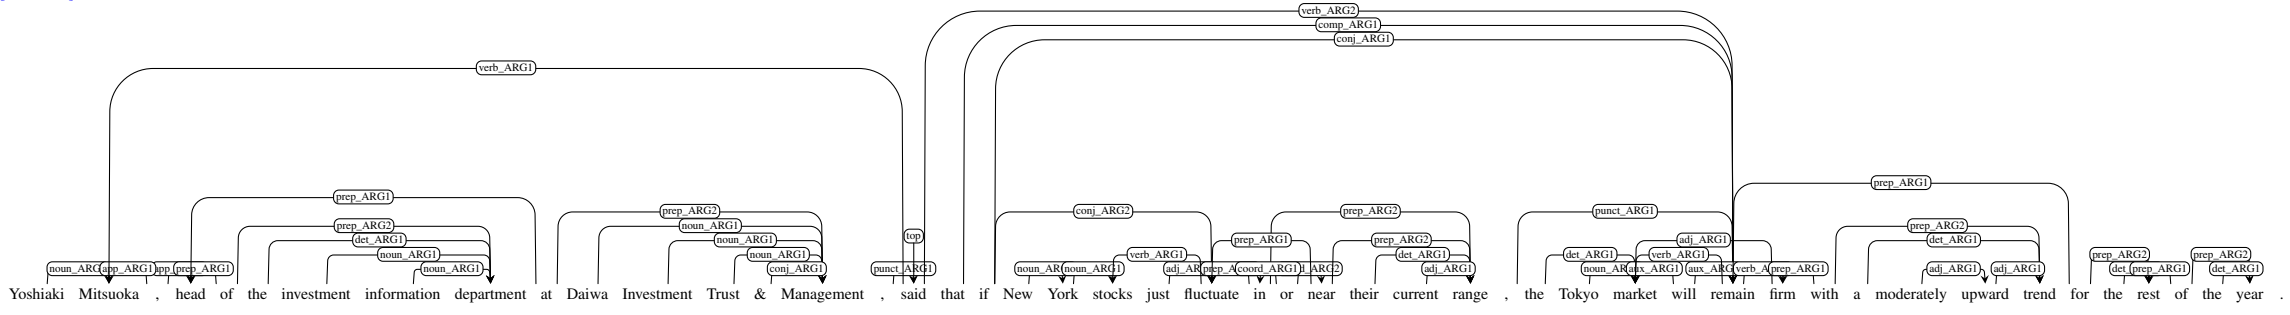 verb_ARG2
comp_ARG1
conj_ARG1
verb_ARG1
prep_ARG1
prep_ARG1
prep_ARG2 conj_ARG2 prep_ARG2 punct_ARG1
prep_ARG2 noun_ARG1 prep_ARG2
top
det_ARG1 noun_ARG1 prep_ARG1 prep_ARG2 adj_ARG1 det_ARG1
noun_ARG1 noun_ARG1 verb_ARG1 det_ARG1 det_ARG1 verb_ARG1 prep_ARG2 prep_ARG2
app_ARG1 prep_ARG1 noun_ARG1 conj_ARG1 punct_ARG1 noun_ARG1 coord_ARG1 adj_ARG1 aux_ARG1 prep_ARG1 adj_ARG1 adj_ARG1 prep_ARG1 det_ARG1
Yoshiaki Mitsuoka , head of the investment information department at Daiwa Investment Trust & Management , said that if New York stocks just fluctuate in or near their current range , the Tokyo market will remain firm with a moderately upward trend for the rest of the year .